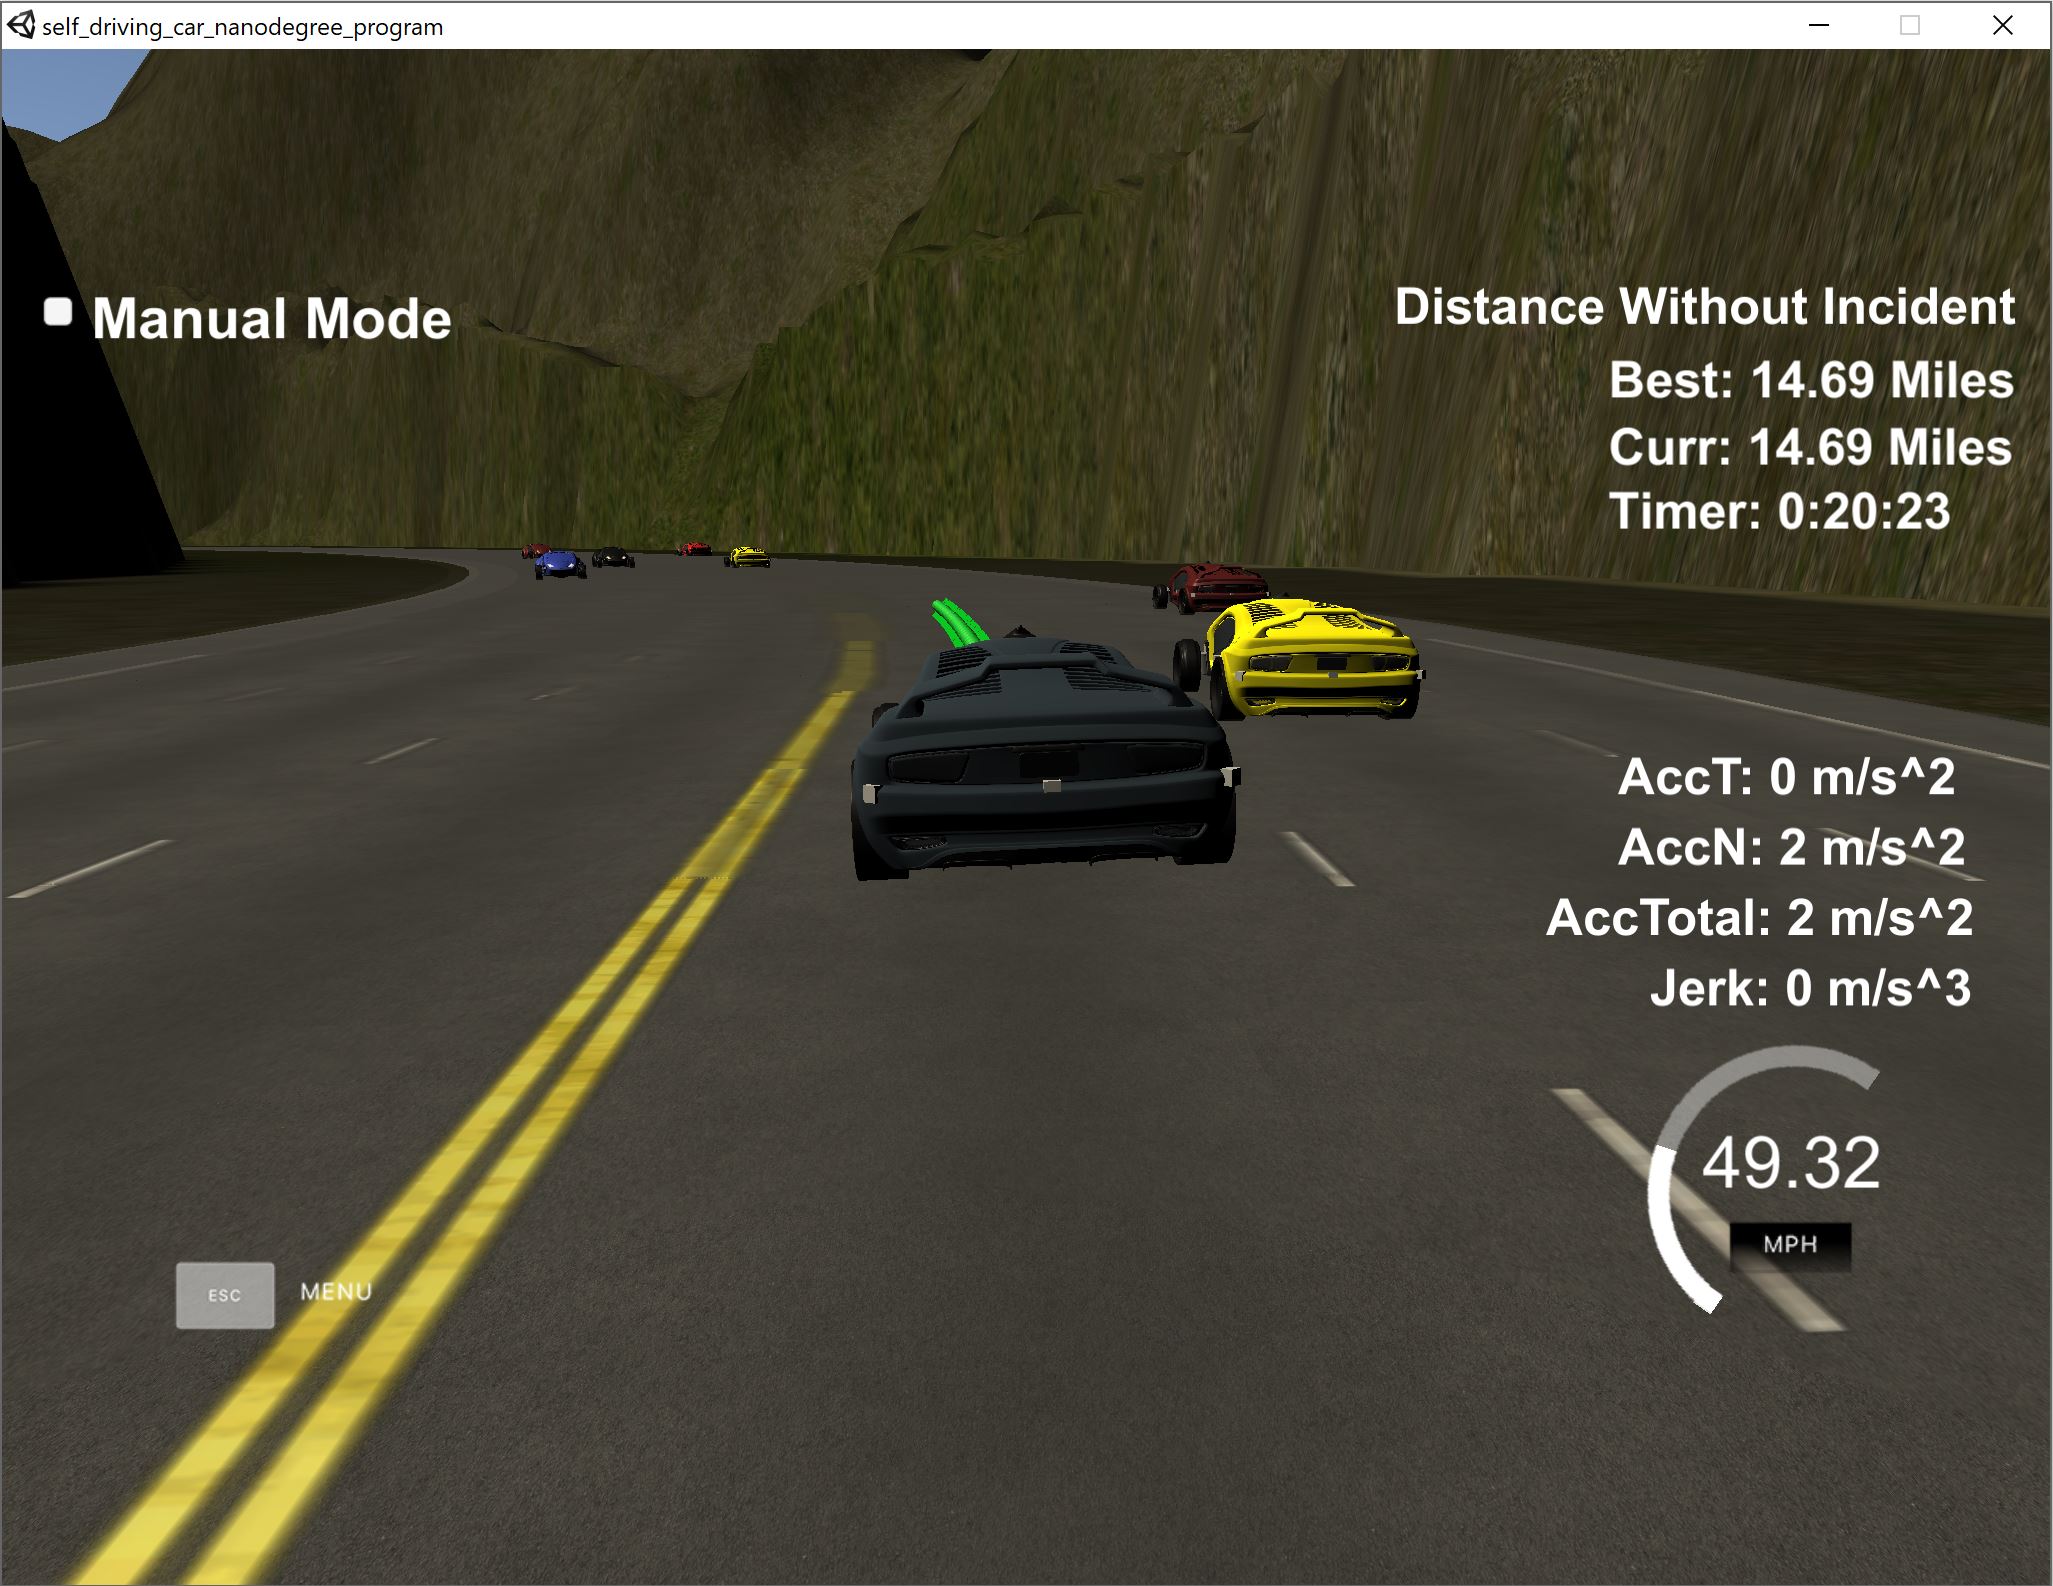 self_driving_car_nanodegree_program
Manual Mode
Distance Without Incident
Best: 14.69 Miles
Curr: 14.69 Miles
Timer: 0:20:23
AccT: 0 m/s^2
AccN: 2 m/s^2
AccTotal: 2 m/s^2
Jerk: 0 m/s^3
49.32
MPH
ESC MENU